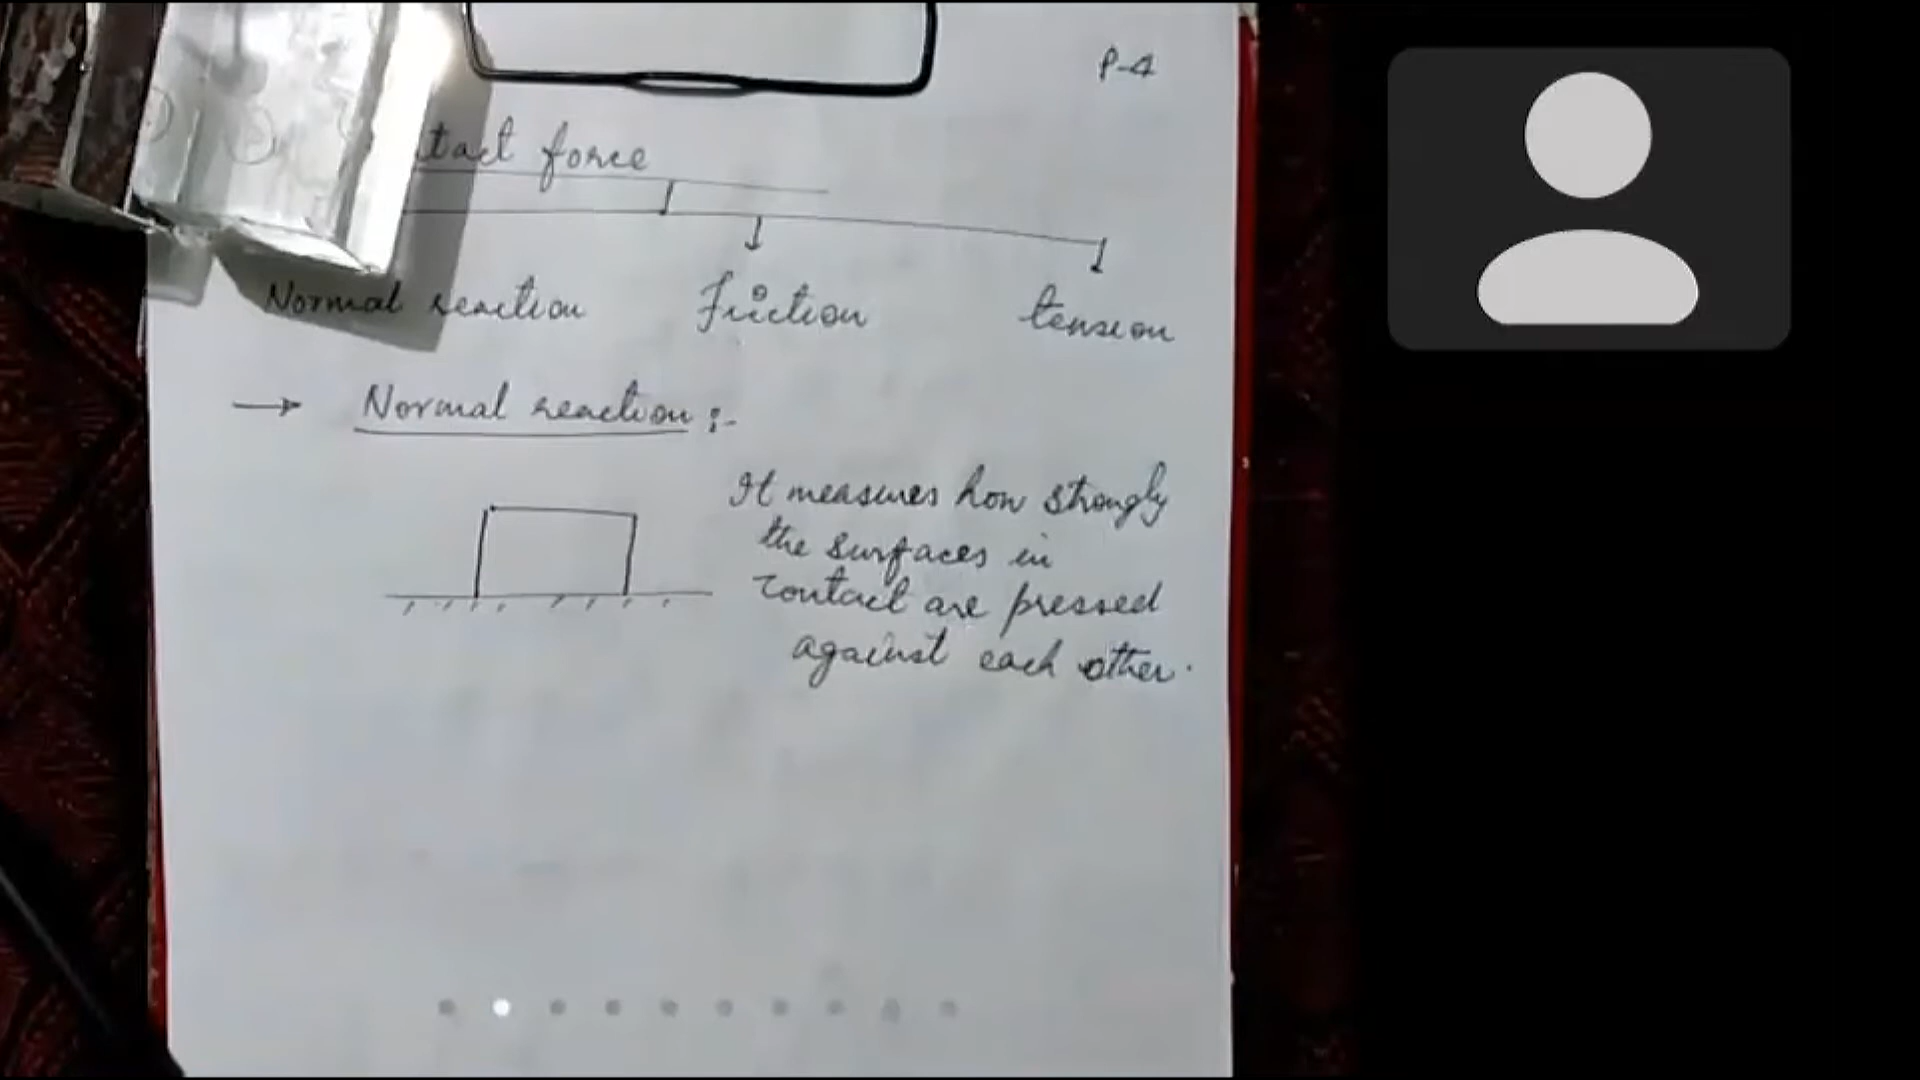 P-4
tact force
Normal reaction friction tension
→ Normal reaction :-
It measures how strongly
the surfaces in
contact are pressed
against each other.